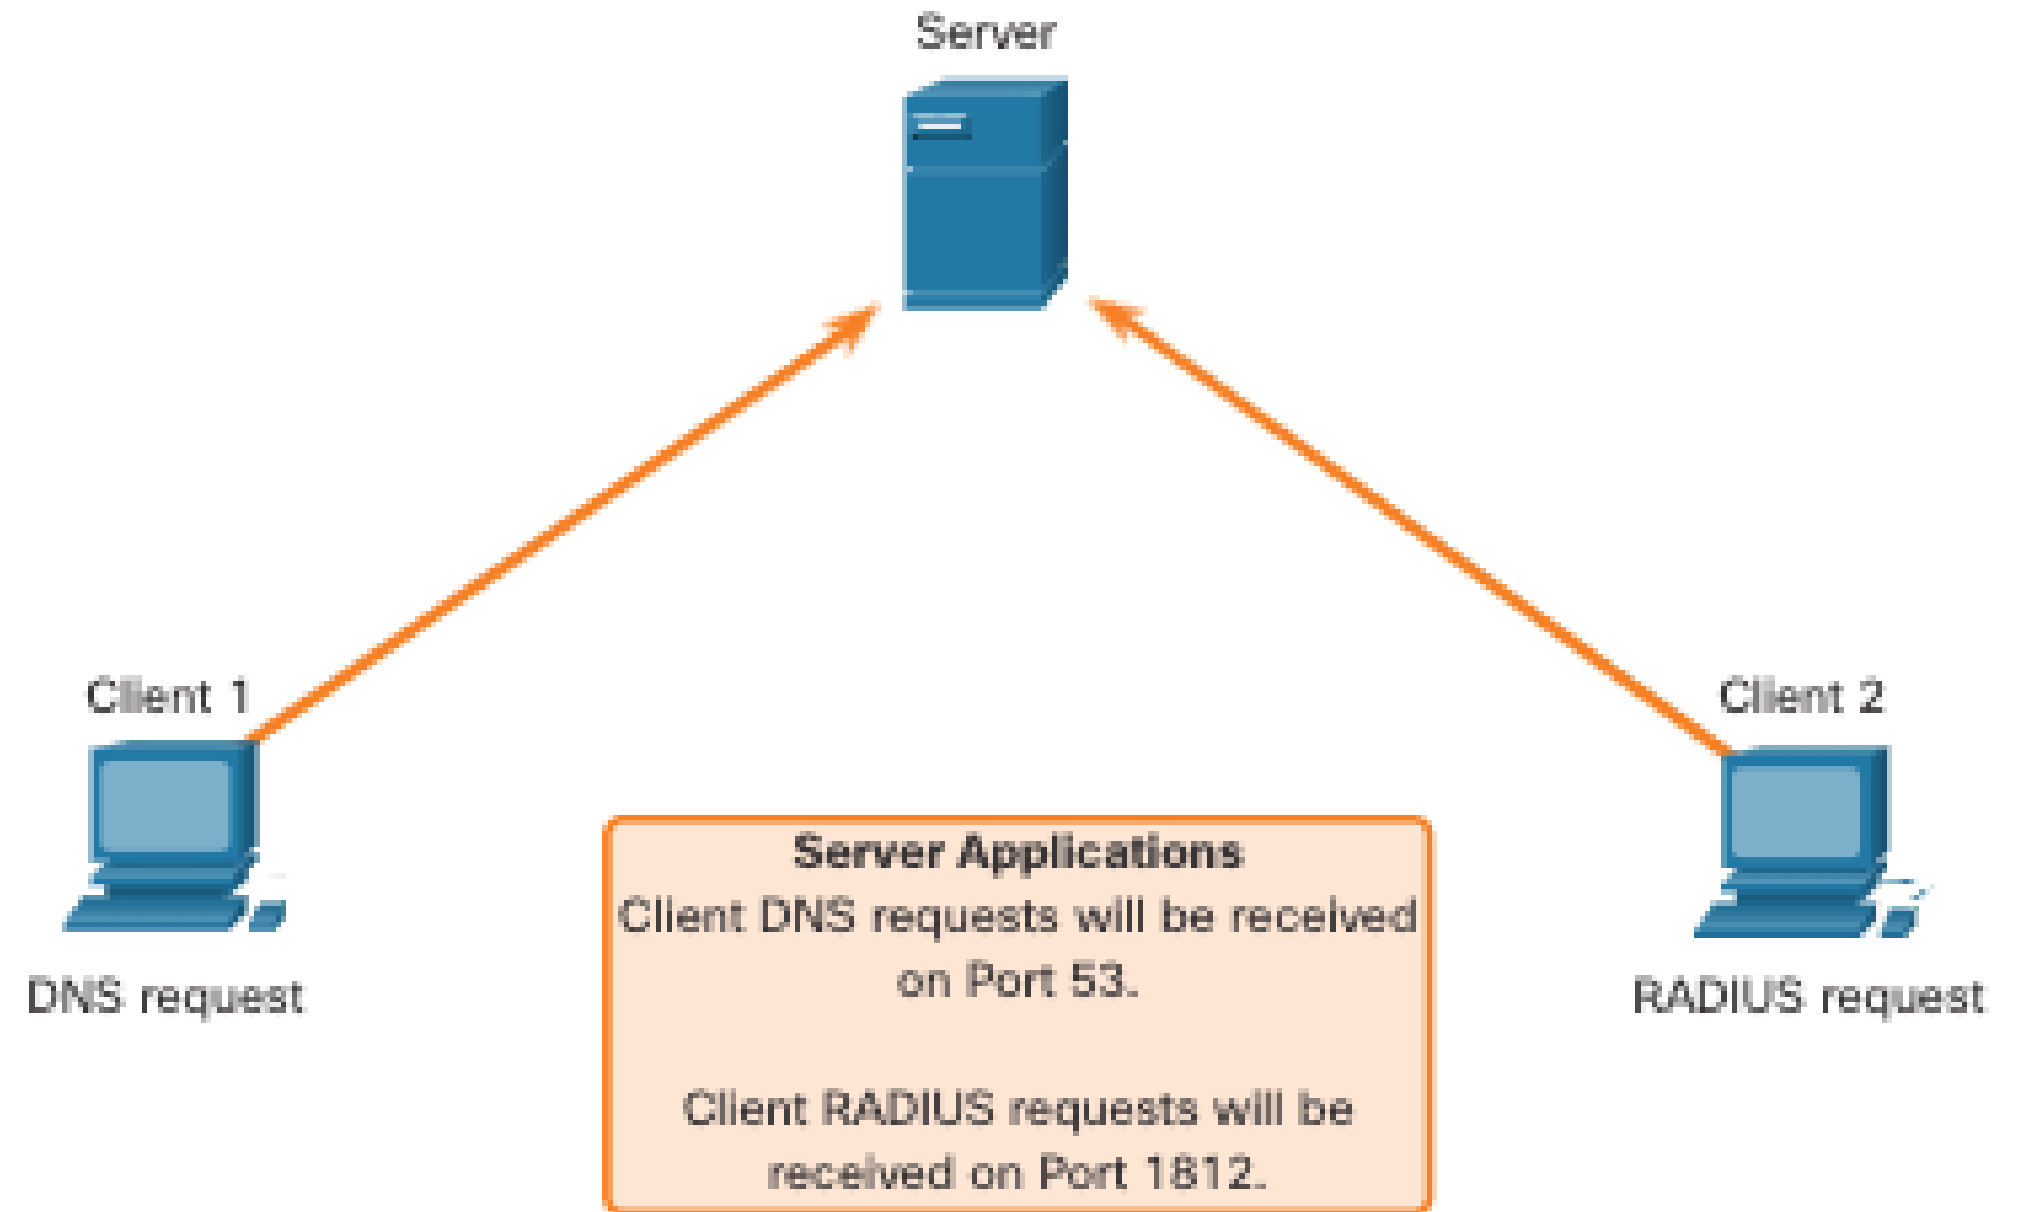 Server
Client 1
Client 2
DNS request
RADIUS request
Server Applications
Client DNS requests will be received
on Port 53.
Client RADIUS requests will be
received on Port 1812.